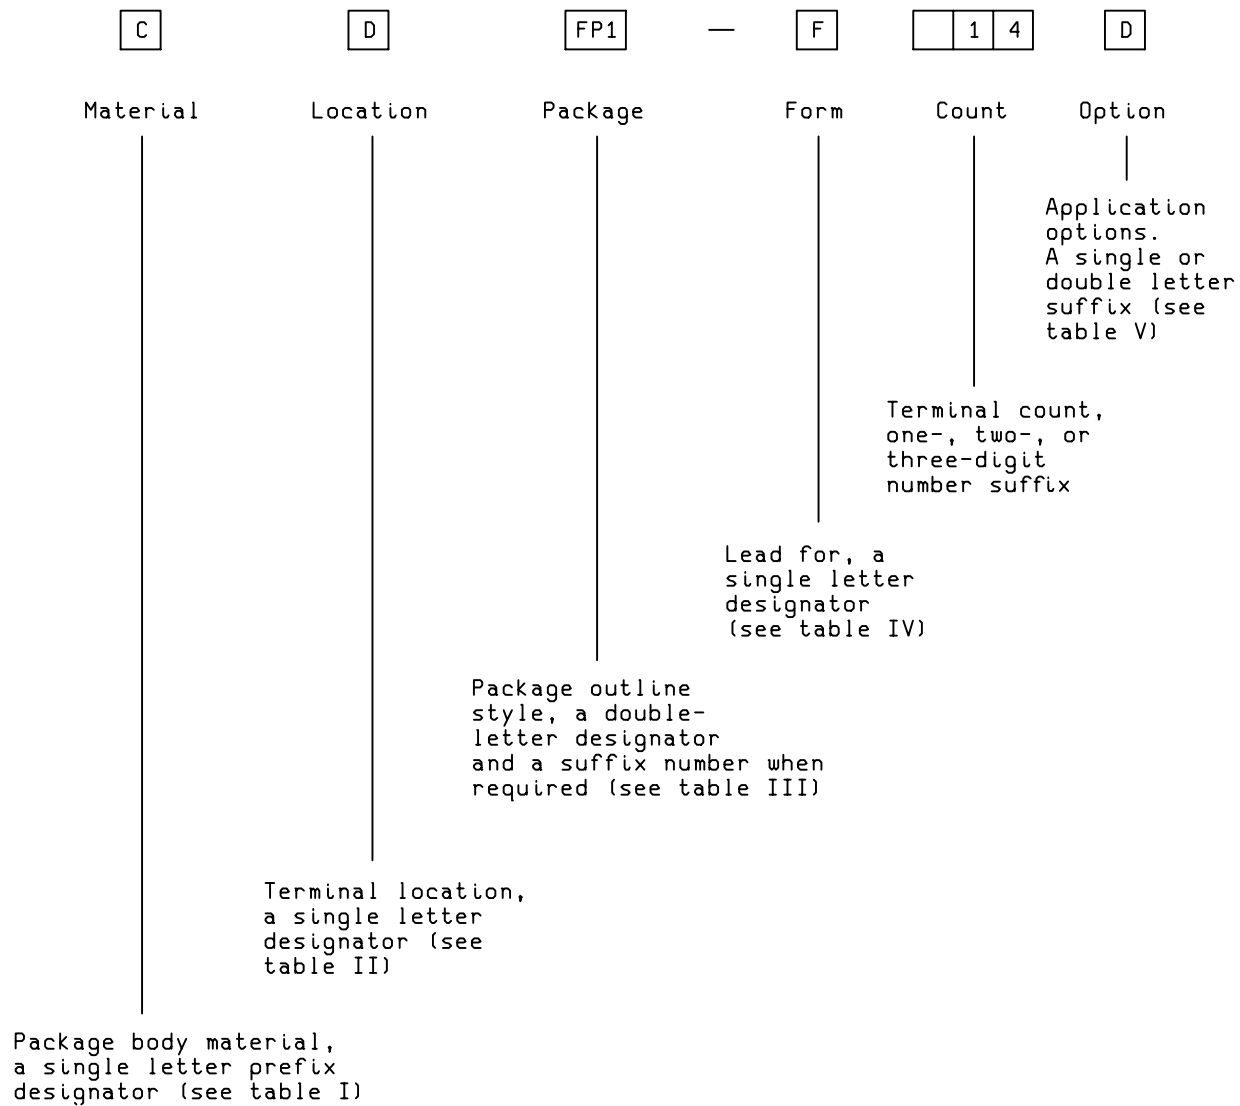 C D FP1 — F 1 4 D
Material Location Package Form Count Option
Application
options.
A single or
double letter
suffix (see
table V)
Terminal count,
one-, two-, or
three-digit
number suffix
Lead for, a
single letter
designator
(see table IV)
Package outline
style, a double-
letter designator
and a suffix number when
required (see table III)
Terminal location,
a single letter
designator (see
table II)
Package body material,
a single letter prefix
designator (see table I)